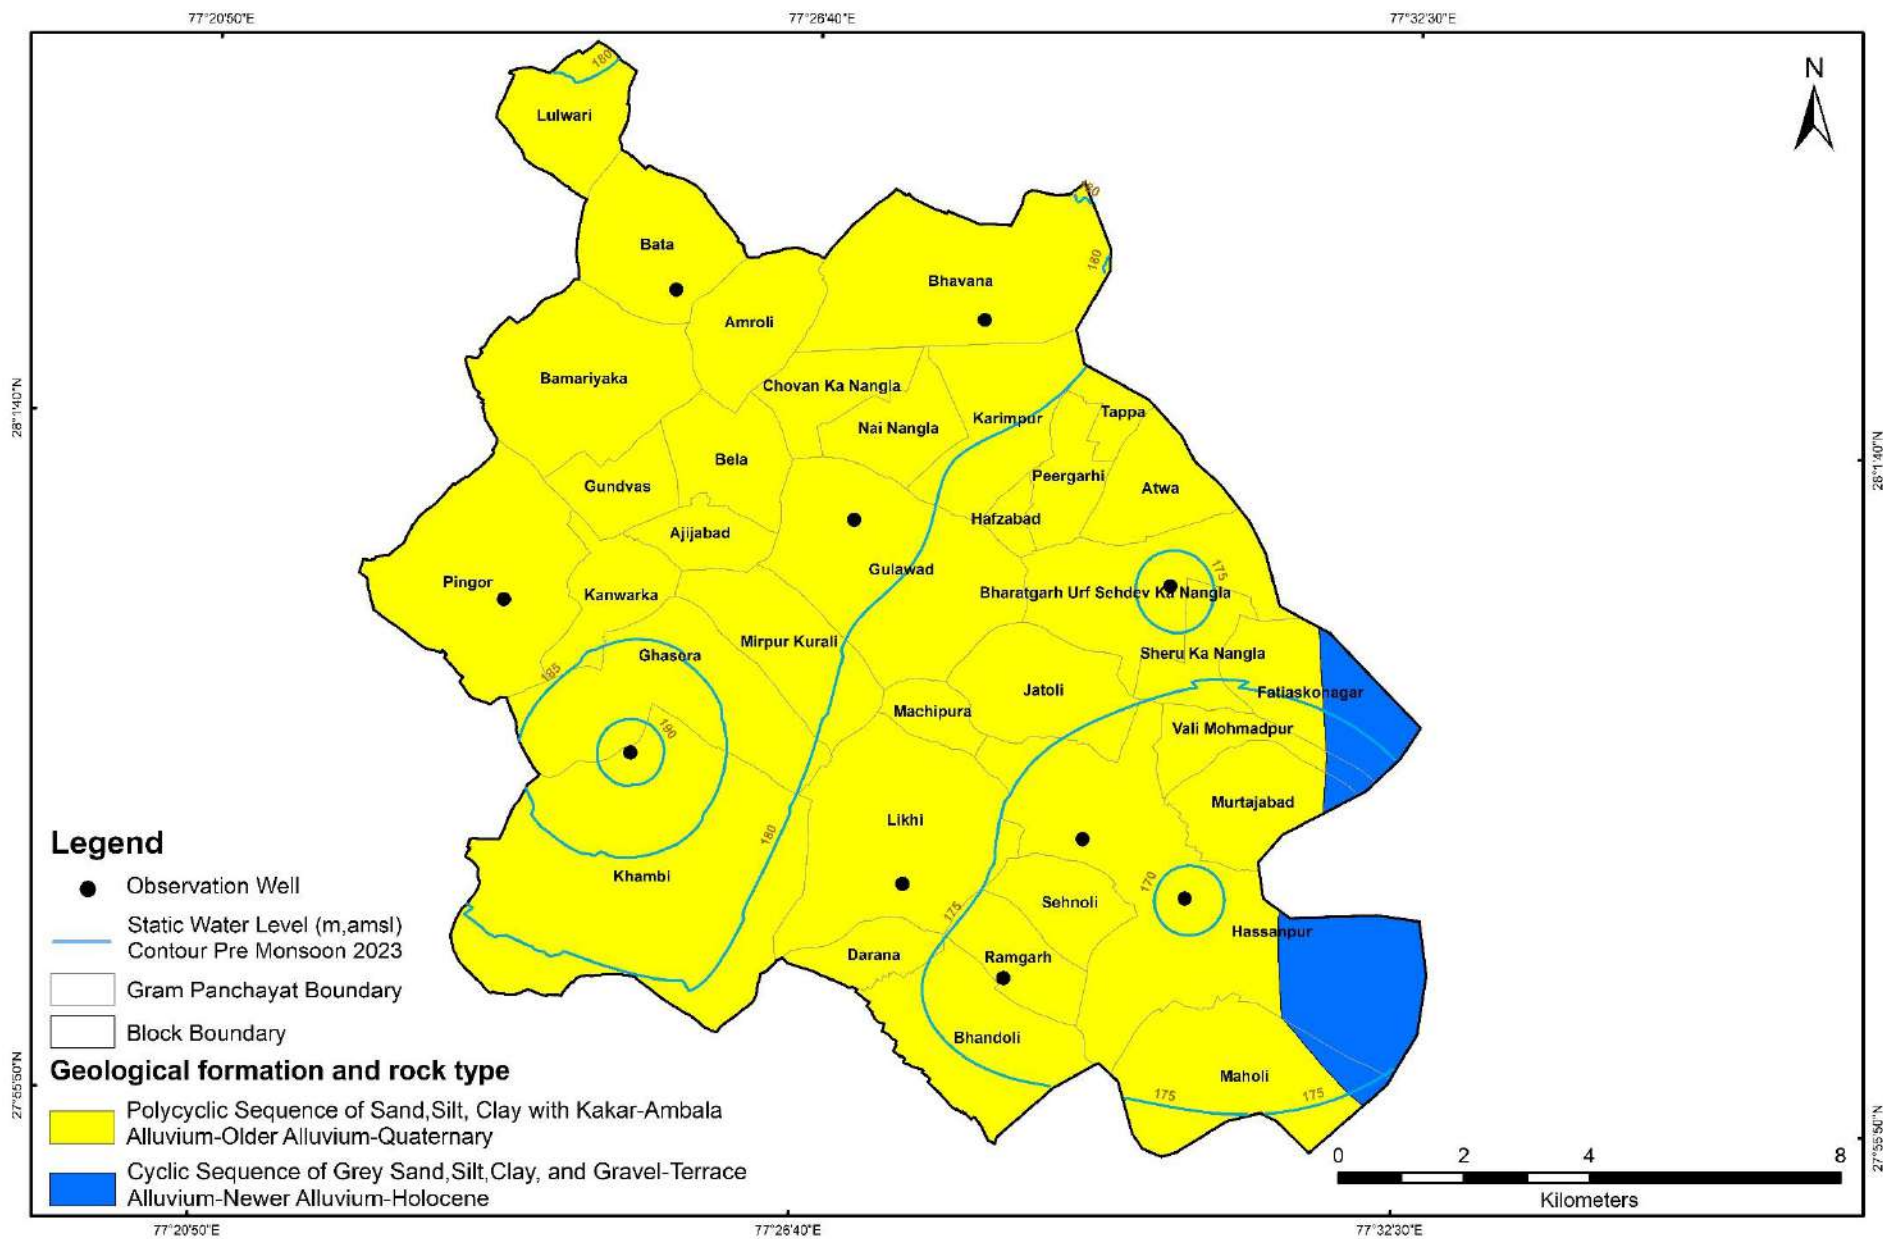 77°20'50"E
77°26'40"E
77°32'30"E
N
180
Lulwari
180
Bata
180
Bhavana
Amroli
Bamariyaka
Chovan Ka Nangla
28°1'40"N
Tappa
Karimpur
Nai Nangla
28°1'40"N
Bela
Peergarhi
Gundvas
Atwa
Hafzabad
Ajijabad
Gulawad
175
Pingor
Bharatgarh Urf Sehdev Ka Nangla
Kanwarka
Mirpur Kurali
Ghasera
Sheru Ka Nangla
185
Jatoli
Fatiaskonagar
Machipura
190
Vali Mohmadpur
Murtajabad
Likhi
180
Khambi
170
Sehnoli
175
Hassanpur
Darana
Ramgarh
Bhandoli
Maholi
175
175
Legend
Observation Well
Static Water Level (m,amsl)
Contour Pre Monsoon 2023
Gram Panchayat Boundary
Block Boundary
Geological formation and rock type
Polycyclic Sequence of Sand,Silt, Clay with Kakar-Ambala
Alluvium-Older Alluvium-Quaternary
Cyclic Sequence of Grey Sand,Silt,Clay, and Gravel-Terrace
Alluvium-Newer Alluvium-Holocene
27°55'50"N
27°55'50"N
0 2 4 8
Kilometers
77°20'50"E
77°26'40"E
77°32'30"E